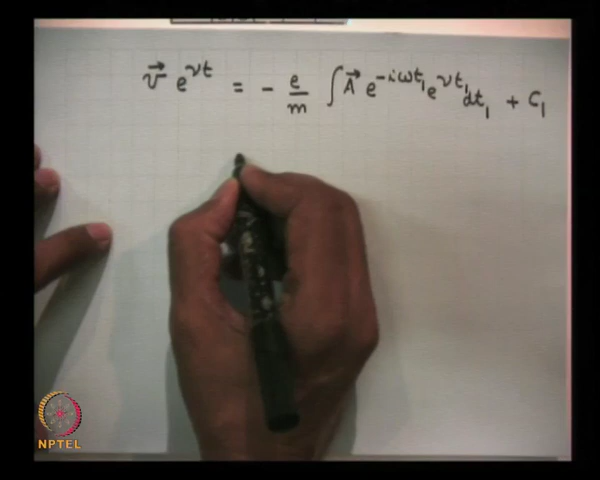 v⃗ e^{νt} = - e/m ∫ A⃗ e^{-iωt₁} e^{νt₁} dt₁ + C₁
NPTEL